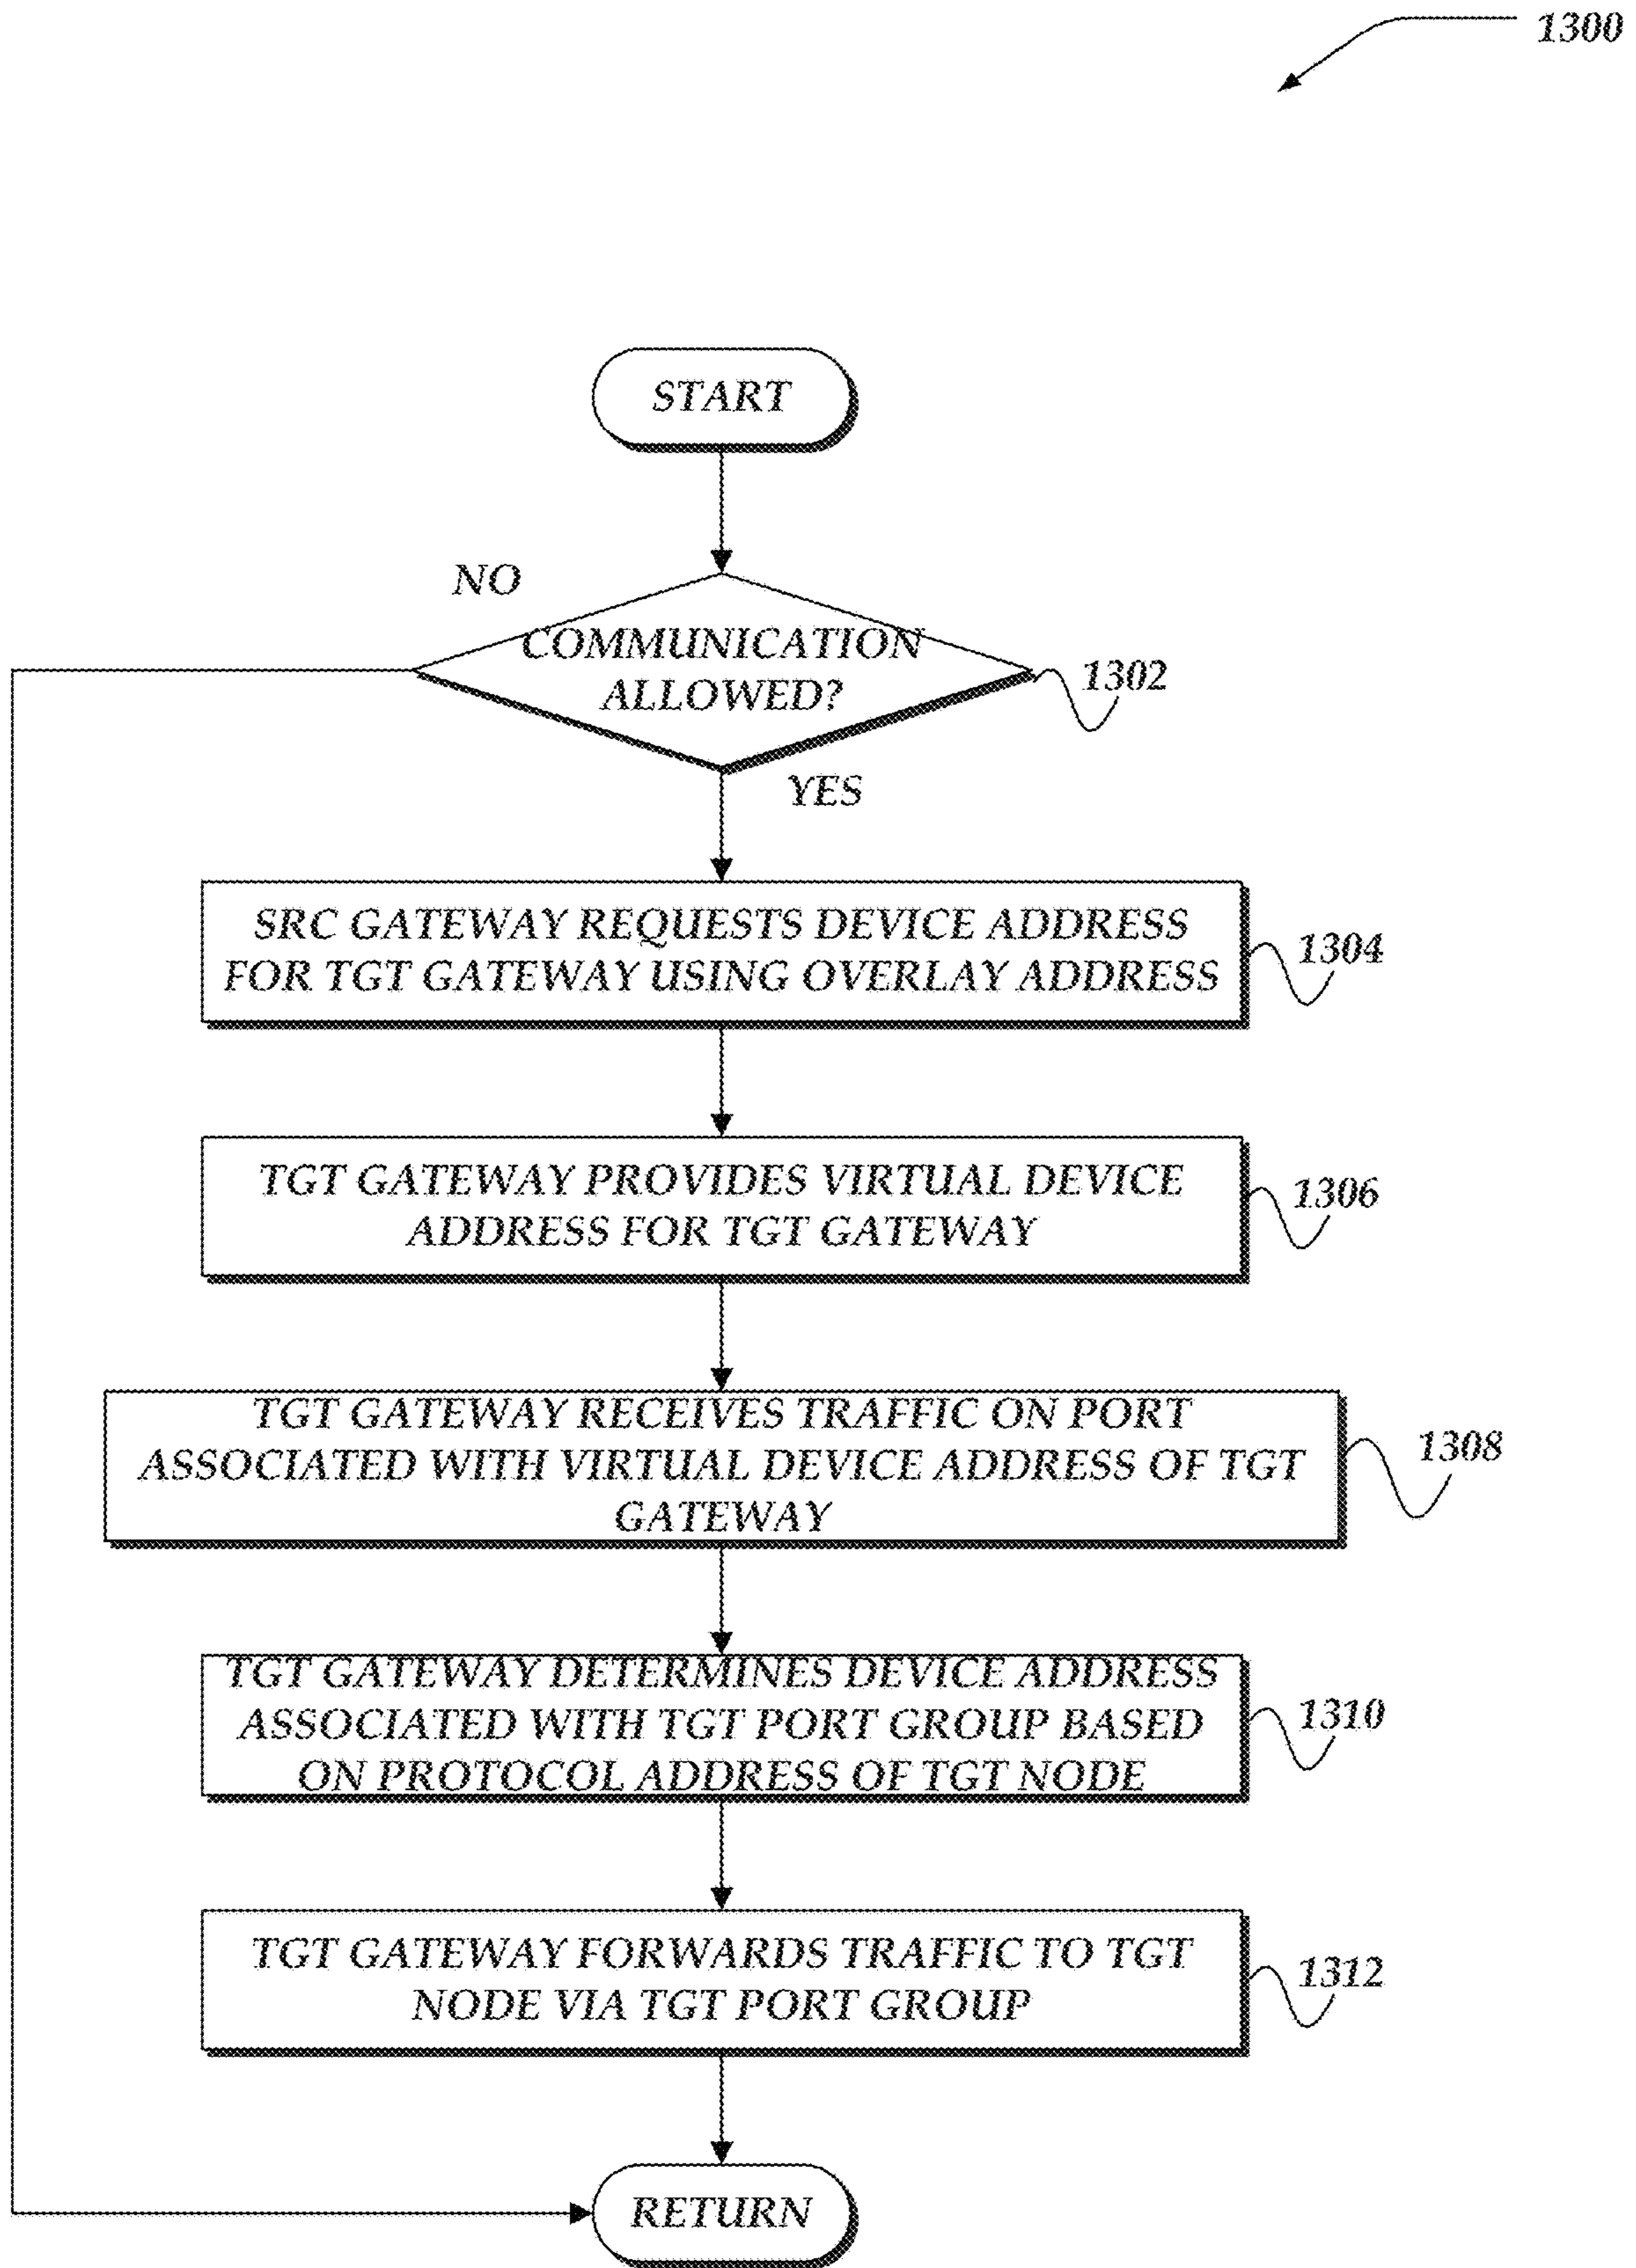 1300
START
NO
COMMUNICATION
ALLOWED?
1302
YES
SRC GATEWAY REQUESTS DEVICE ADDRESS
FOR TGT GATEWAY USING OVERLAY ADDRESS
1304
TGT GATEWAY PROVIDES VIRTUAL DEVICE
ADDRESS FOR TGT GATEWAY
1306
TGT GATEWAY RECEIVES TRAFFIC ON PORT
ASSOCIATED WITH VIRTUAL DEVICE ADDRESS OF TGT
GATEWAY
1308
TGT GATEWAY DETERMINES DEVICE ADDRESS
ASSOCIATED WITH TGT PORT GROUP BASED
ON PROTOCOL ADDRESS OF TGT NODE
1310
TGT GATEWAY FORWARDS TRAFFIC TO TGT
NODE VIA TGT PORT GROUP
1312
RETURN